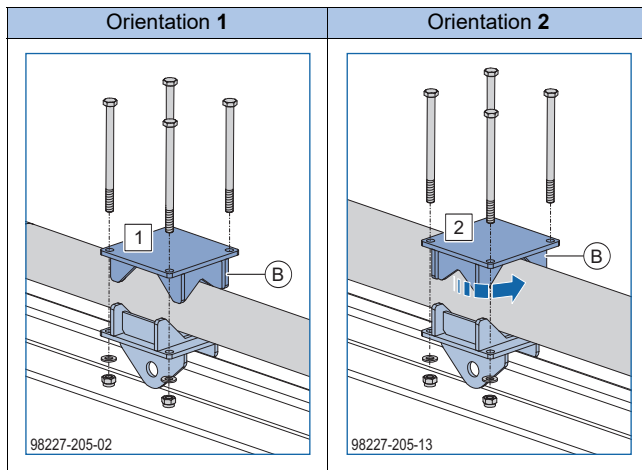 Orientation 1
Orientation 2
1
B
98227-205-02
2
B
98227-205-13